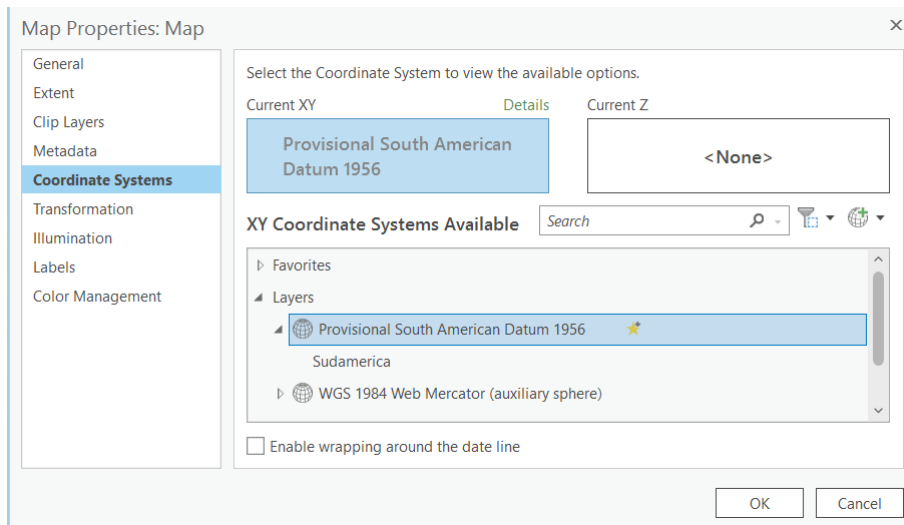 Map Properties: Map
General
Extent
Clip Layers
Metadata
Coordinate Systems
Transformation
Illumination
Labels
Color Management
Select the Coordinate System to view the available options.
Current XY Details Current Z
Provisional South American
Datum 1956
<None>
XY Coordinate Systems Available Search
Favorites
Layers
Provisional South American Datum 1956
Sudamerica
WGS 1984 Web Mercator (auxiliary sphere)
Enable wrapping around the date line
OK Cancel